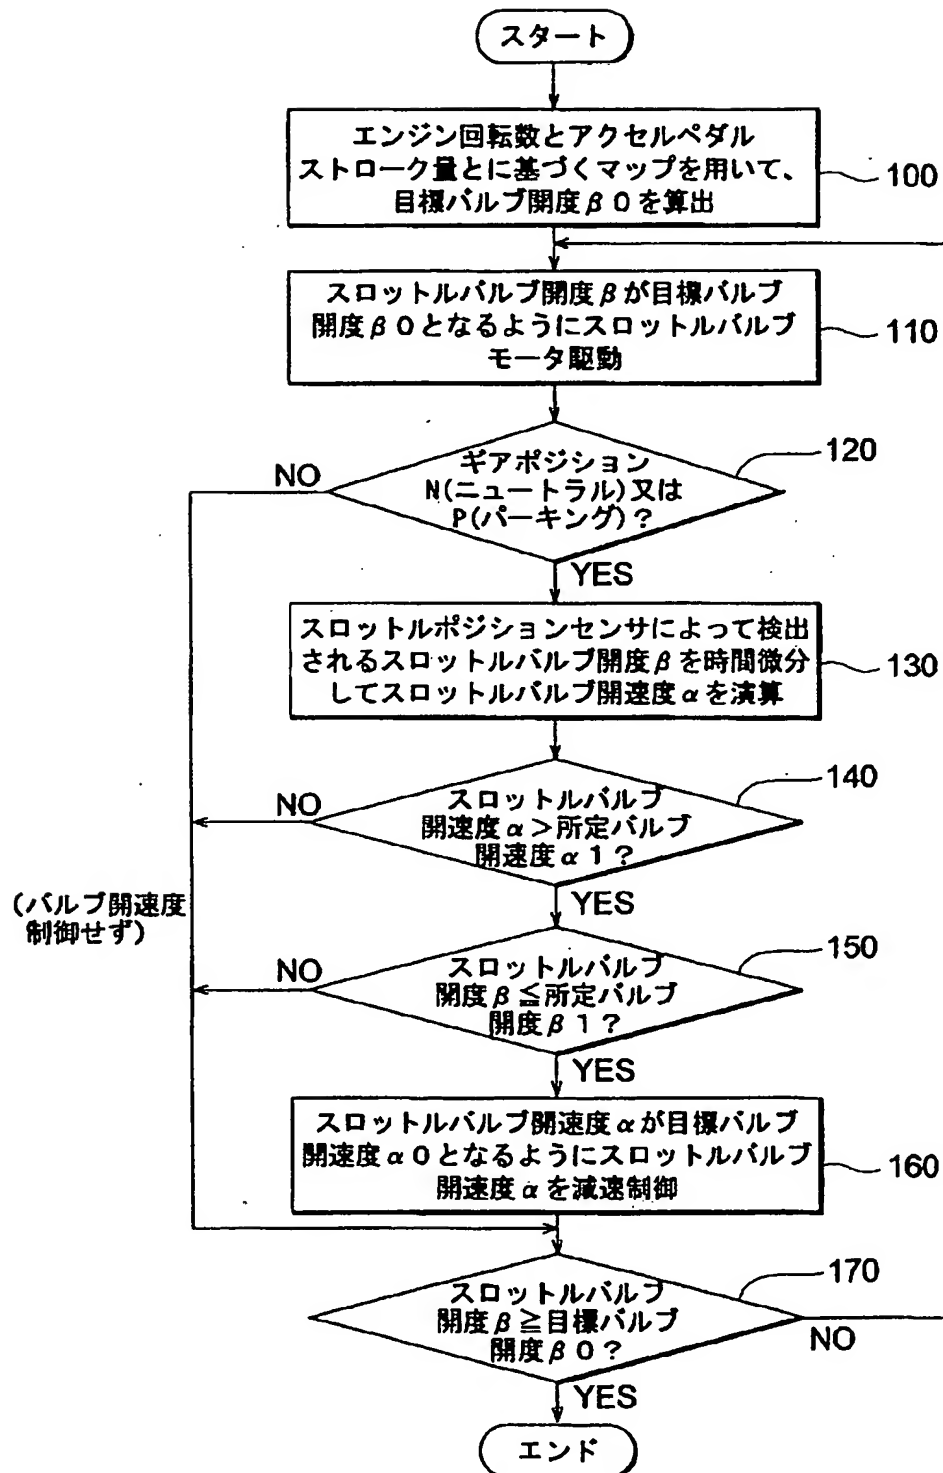 スタート
エンジン回転数とアクセルペダル
ストローク量とに基づくマップを用いて、
目標バルブ開度β0を算出
100
スロットルバルブ開度βが目標バルブ
開度β0となるようにスロットルバルブ
モータ駆動
110
ギアポジション
N(ニュートラル)又は
P(パーキング)?
120
NO
YES
スロットルポジションセンサによって検出
されるスロットルバルブ開度βを時間微分
してスロットルバルブ開速度αを演算
130
スロットルバルブ
開速度α>所定バルブ
開速度α1?
140
NO
YES
(バルブ開速度
制御せず)
スロットルバルブ
開度β≦所定バルブ
開度β1?
150
NO
YES
スロットルバルブ開速度αが目標バルブ
開速度α0となるようにスロットルバルブ
開速度αを減速制御
160
スロットルバルブ
開度β≧目標バルブ
開度β0?
170
NO
YES
エンド